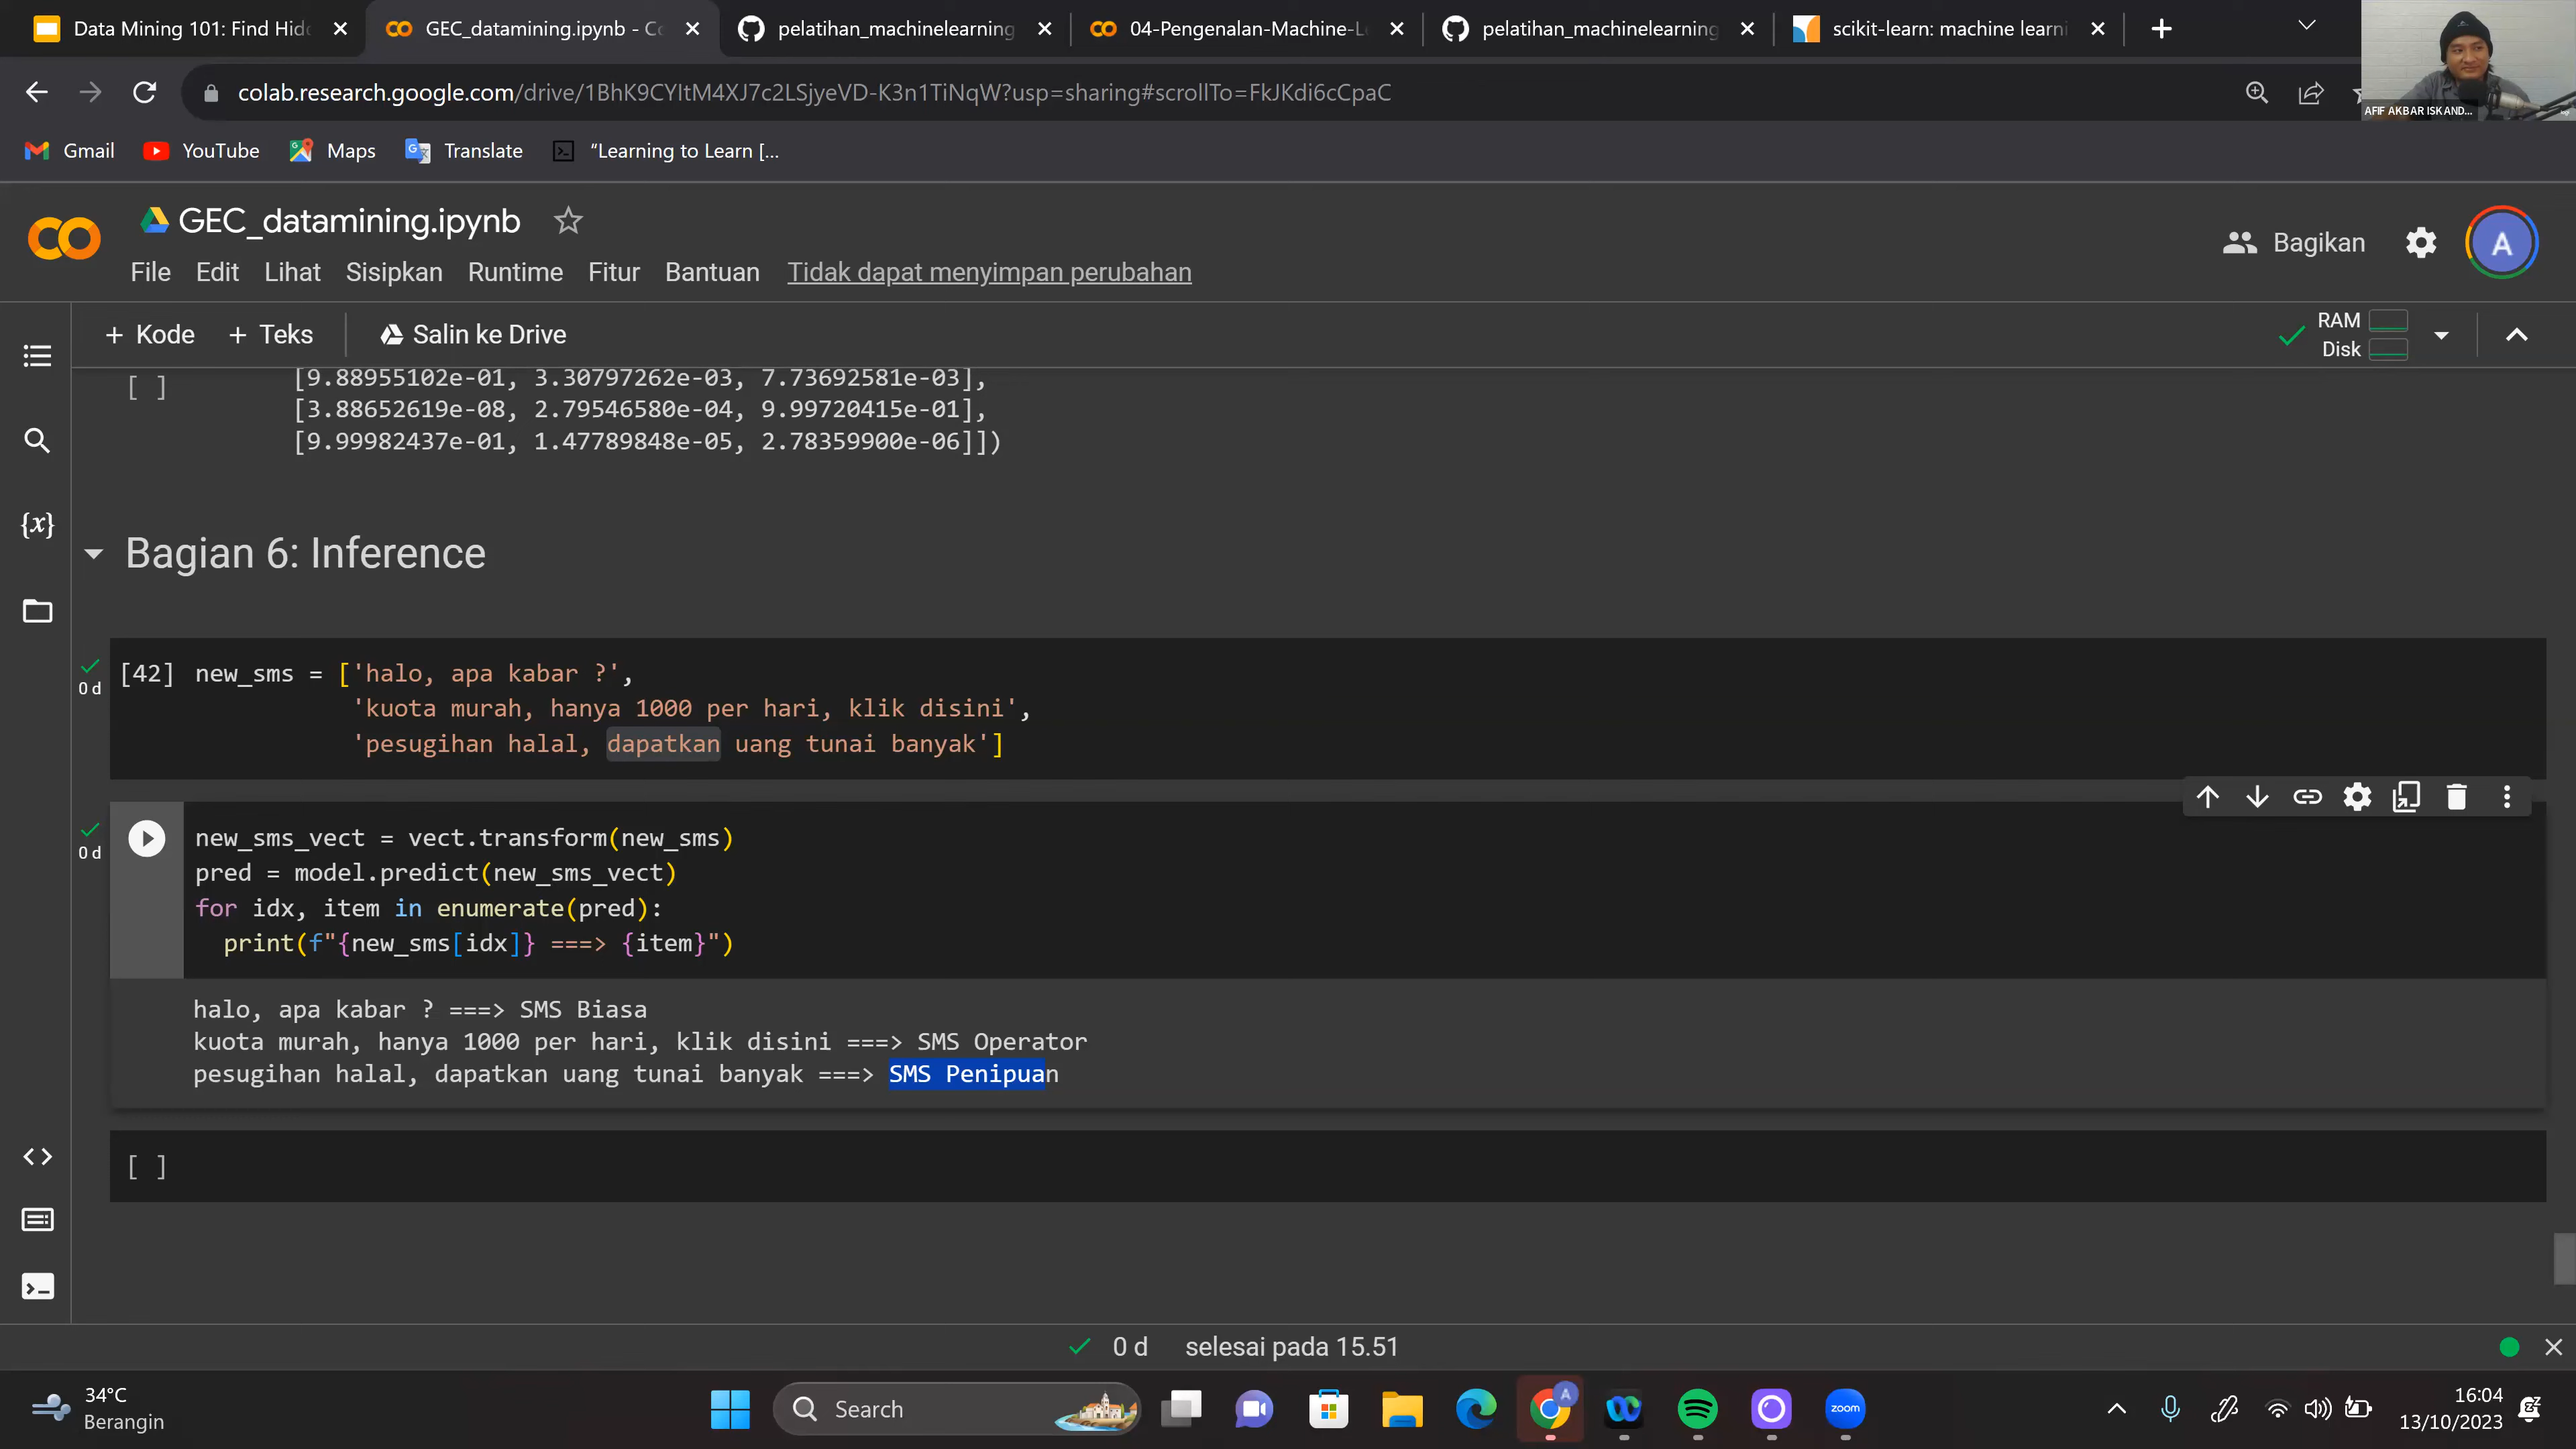 Data Mining 101: Find Hid
GEC_datamining.ipynb - Co
pelatihan_machinelearning
04-Pengenalan-Machine-L
pelatihan_machinelearning
scikit-learn: machine learni
colab.research.google.com/drive/1BhK9CYItM4XJ7c2LSjyeVD-K3n1TiNqW?usp=sharing#scrollTo=FkJKdi6cCpaC
AFIF AKBAR ISKAND...
Gmail
YouTube
Maps
Translate
“Learning to Learn [...
GEC_datamining.ipynb
File Edit Lihat Sisipkan Runtime Fitur Bantuan Tidak dapat menyimpan perubahan
Bagikan
A
+ Kode + Teks Salin ke Drive
RAM
Disk
{x}
[ ]
[9.88955102e-01, 3.30797262e-03, 7.73692581e-03],
[3.88652619e-08, 2.79546580e-04, 9.99720415e-01],
[9.99982437e-01, 1.47789848e-05, 2.78359900e-06]])
Bagian 6: Inference
0 d
[42] new_sms = ['halo, apa kabar ?',
'kuota murah, hanya 1000 per hari, klik disini',
'pesugihan halal, dapatkan uang tunai banyak']
0 d
new_sms_vect = vect.transform(new_sms)
pred = model.predict(new_sms_vect)
for idx, item in enumerate(pred):
print(f"{new_sms[idx]} ===> {item}")
halo, apa kabar ? ===> SMS Biasa
kuota murah, hanya 1000 per hari, klik disini ===> SMS Operator
pesugihan halal, dapatkan uang tunai banyak ===> SMS Penipuan
[ ]
0 d selesai pada 15.51
34°C
Berangin
Search
A
zoom
16:04
13/10/2023